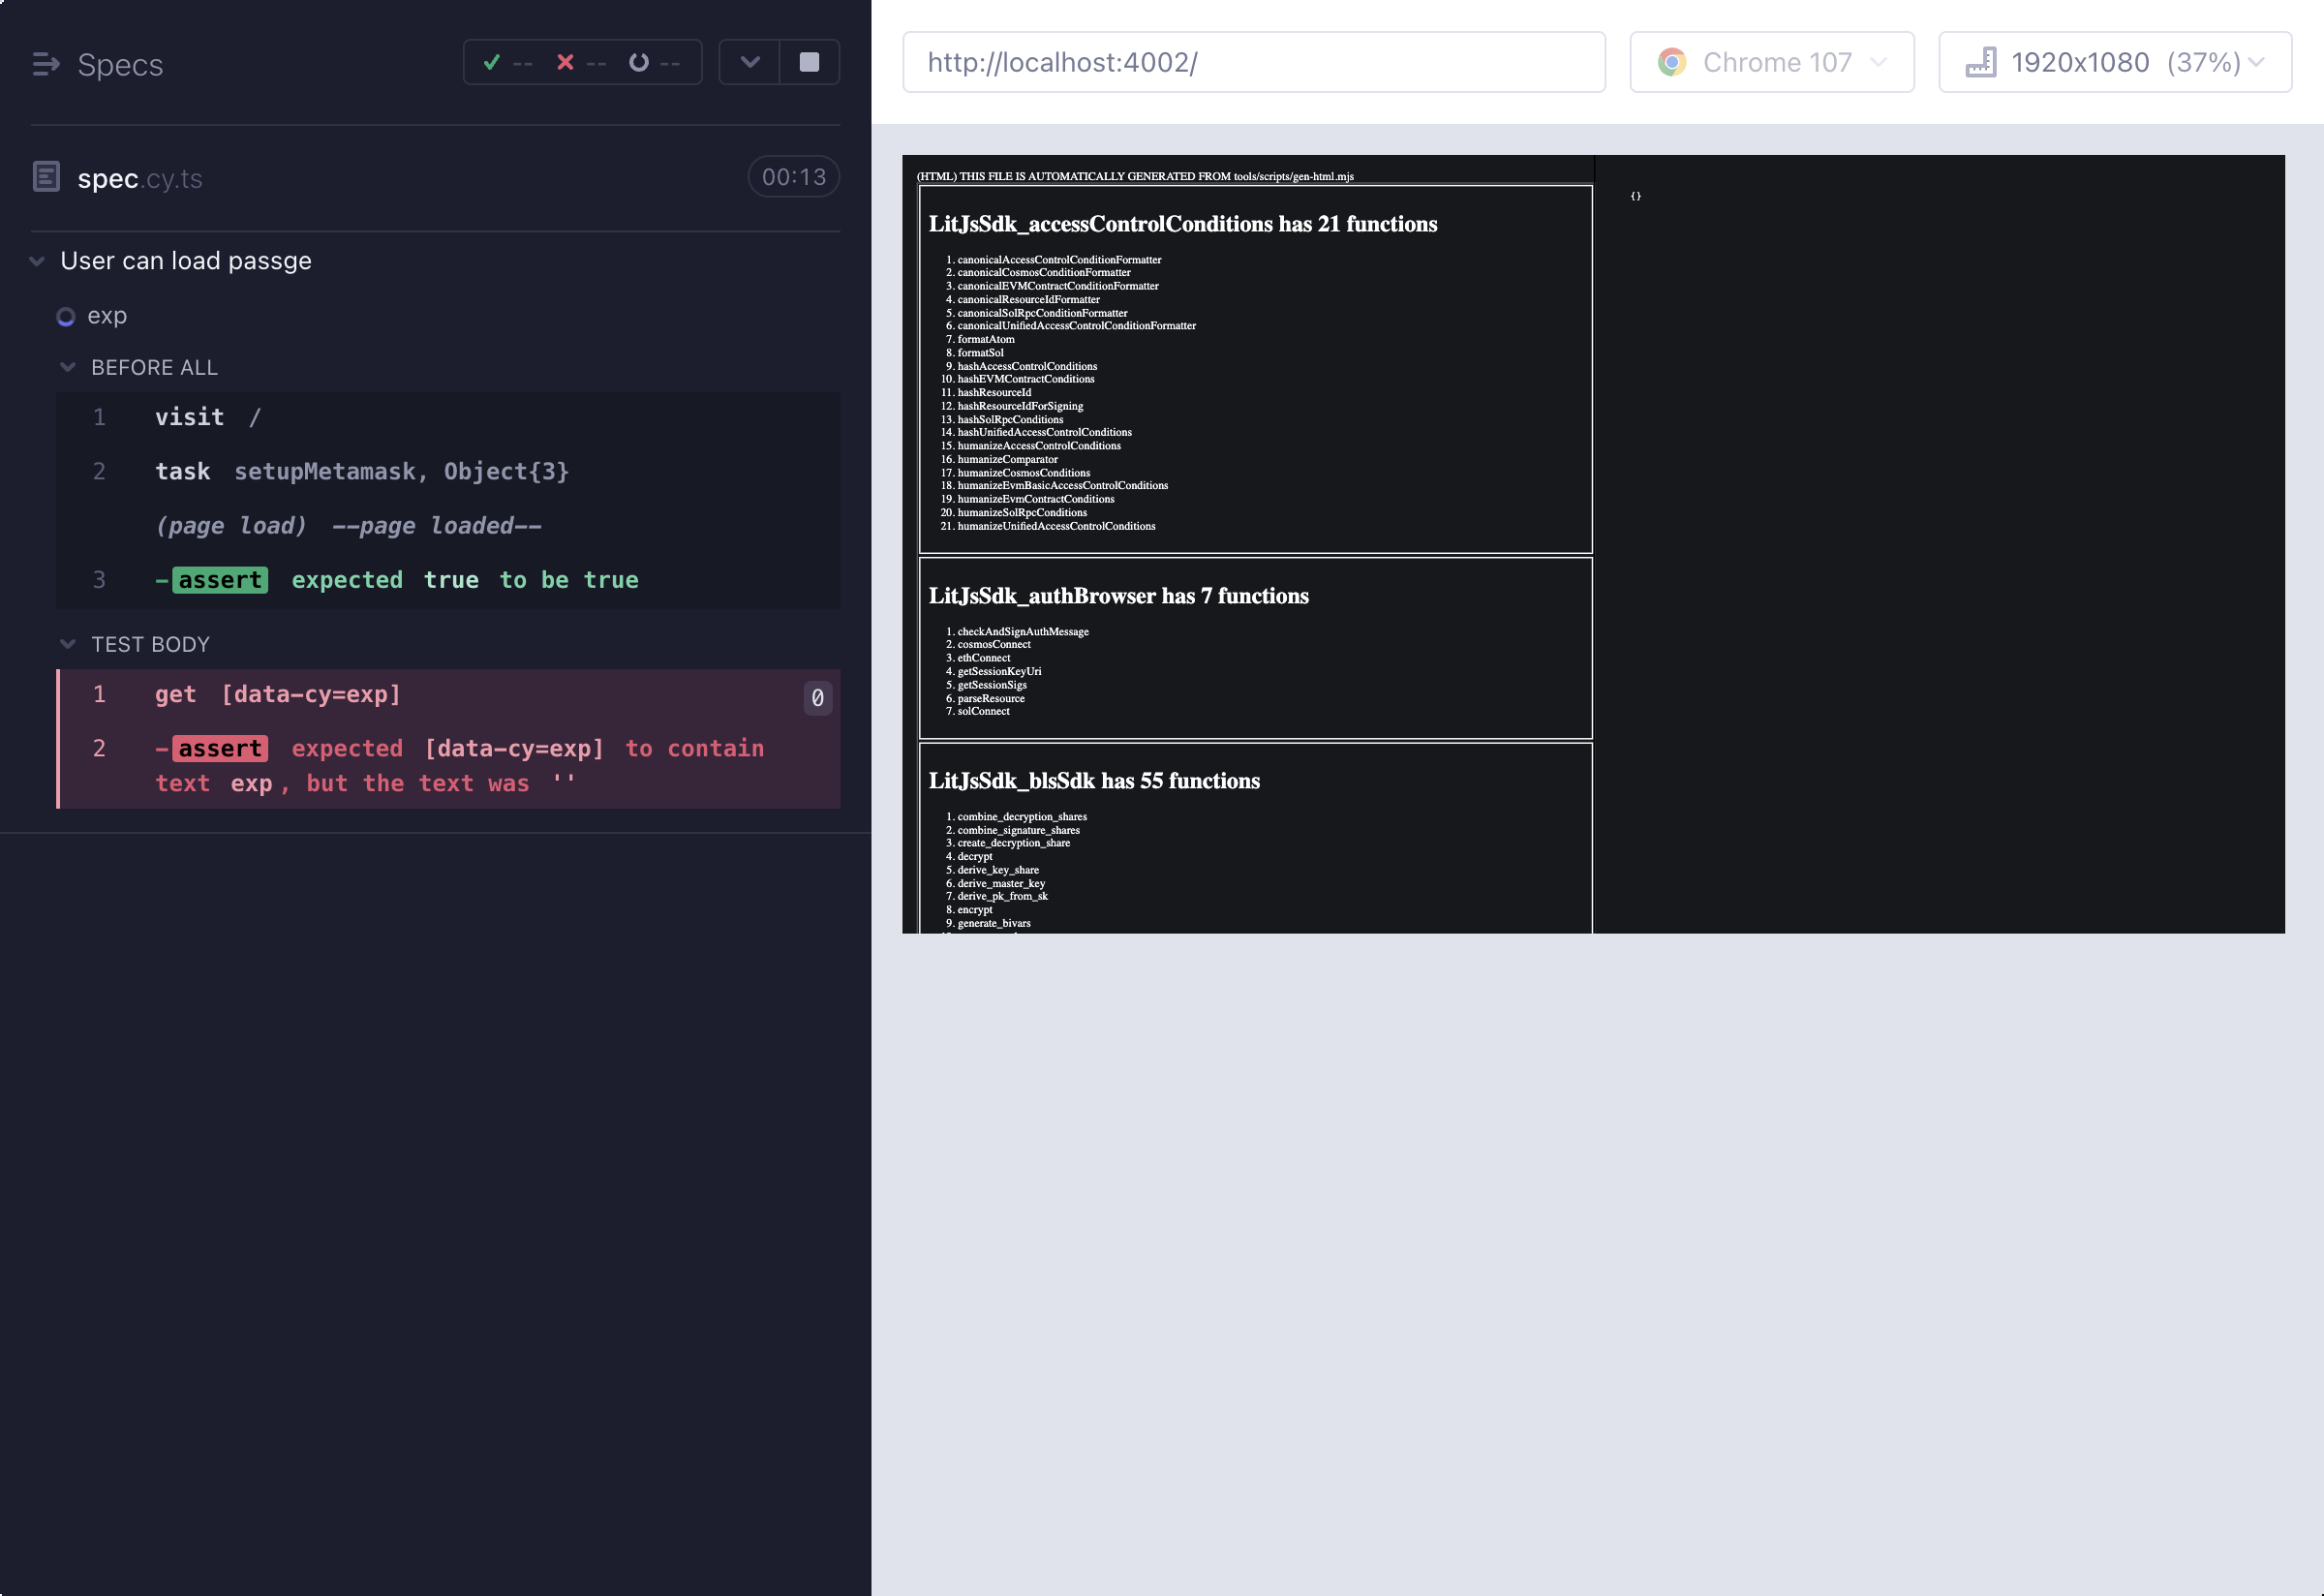 Specs
-- -- --
spec.cy.ts
00:13
User can load passge
exp
BEFORE ALL
1 visit /
2 task setupMetamask, Object{3}
(page load) --page loaded--
3 -assert expected true to be true
TEST BODY
1 get [data-cy=exp] 0
2 -assert expected [data-cy=exp] to contain
text exp, but the text was ''
http://localhost:4002/
Chrome 107
1920x1080 (37%)
(HTML) THIS FILE IS AUTOMATICALLY GENERATED FROM tools/scripts/gen-html.mjs
LitJsSdk_accessControlConditions has 21 functions
1. canonicalAccessControlConditionFormatter
2. canonicalCosmosConditionFormatter
3. canonicalEVMContractConditionFormatter
4. canonicalResourceIdFormatter
5. canonicalSolRpcConditionFormatter
6. canonicalUnifiedAccessControlConditionFormatter
7. formatAtom
8. formatSol
9. hashAccessControlConditions
10. hashEVMContractConditions
11. hashResourceId
12. hashResourceIdForSigning
13. hashSolRpcConditions
14. hashUnifiedAccessControlConditions
15. humanizeAccessControlConditions
16. humanizeComparator
17. humanizeCosmosConditions
18. humanizeEvmBasicAccessControlConditions
19. humanizeEvmContractConditions
20. humanizeSolRpcConditions
21. humanizeUnifiedAccessControlConditions
LitJsSdk_authBrowser has 7 functions
1. checkAndSignAuthMessage
2. cosmosConnect
3. ethConnect
4. getSessionKeyUri
5. getSessionSigs
6. parseResource
7. solConnect
LitJsSdk_blsSdk has 55 functions
1. combine_decryption_shares
2. combine_signature_shares
3. create_decryption_share
4. decrypt
5. derive_key_share
6. derive_master_key
7. derive_pk_from_sk
8. encrypt
9. generate_bivars
{}